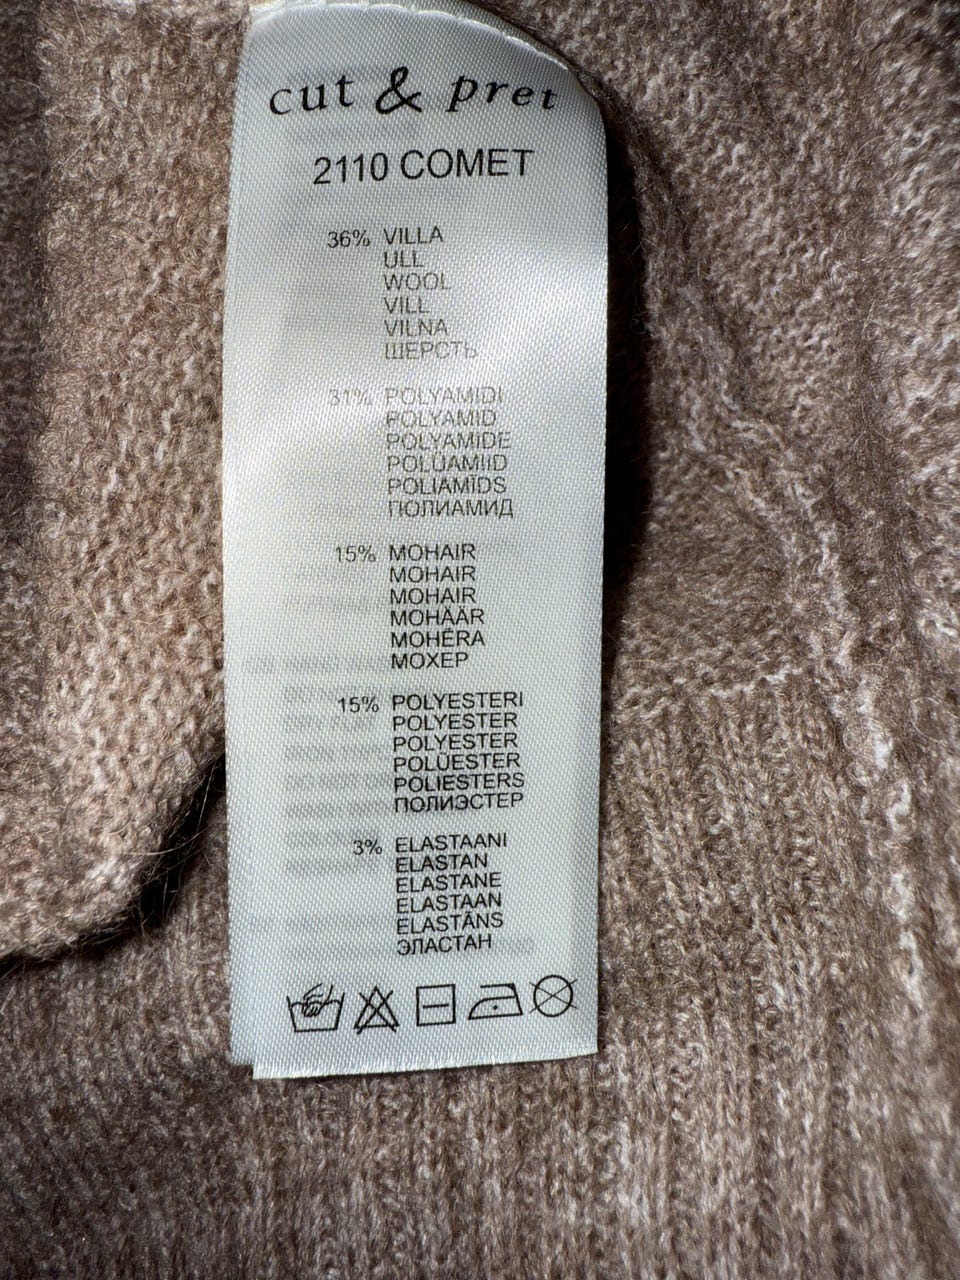 cut & pret
2110 COMET
36% VILLA
ULL
WOOL
VILL
VILNA
ШЕРСТЬ
31% POLYAMIDI
POLYAMID
POLYAMIDE
POLÜAMIID
POLIAMĪDS
ПОЛИАМИД
15% MOHAIR
MOHAIR
MOHAIR
MOHÄÄR
MOHĒRA
МОХЕР
15% POLYESTERI
POLYESTER
POLYESTER
POLÜESTER
POLIESTERS
ПОЛИЭСТЕР
3% ELASTAANI
ELASTAN
ELASTANE
ELASTAAN
ELASTĀNS
ЭЛАСТАН